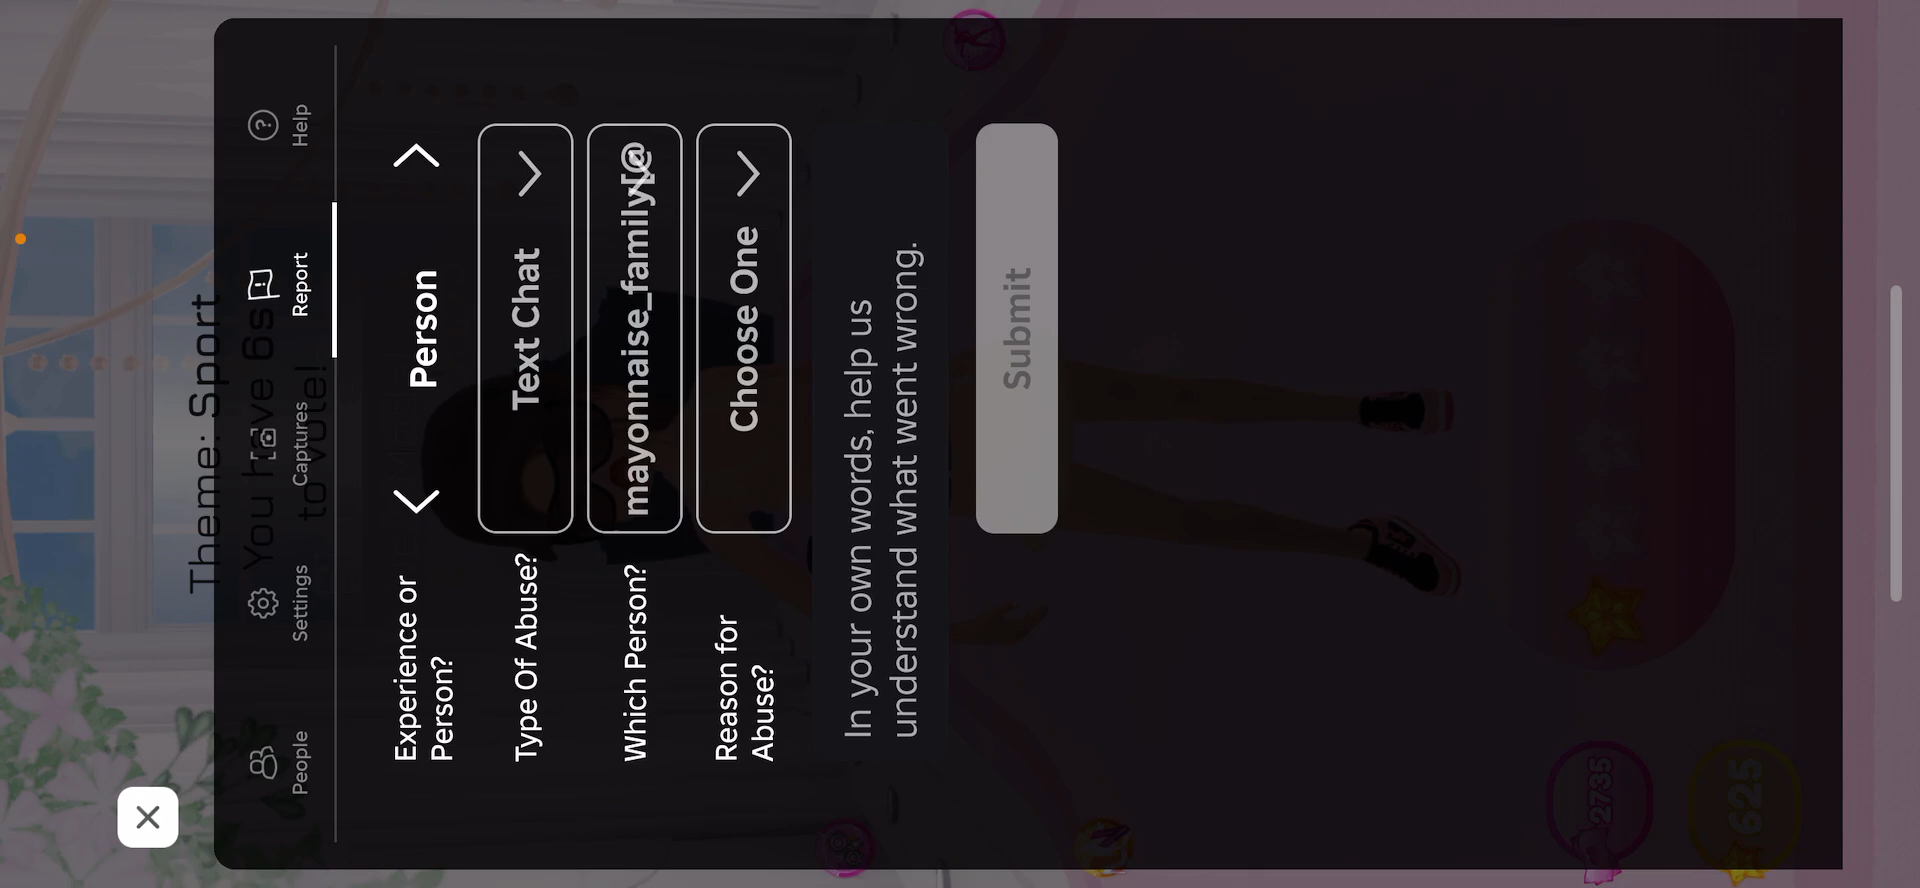 Theme: Sport
You have 6s
to vote!
People
Settings
Captures
Report
Help
Experience or
Person?
Person
Type Of Abuse?
Text Chat
Which Person?
mayonnaise_family[@
Reason for
Abuse?
Choose One
In your own words, help us
understand what went wrong.
Submit
2735
625